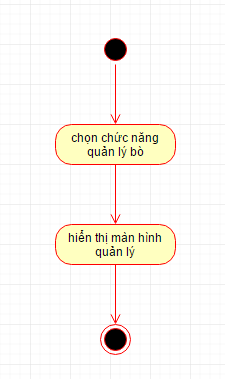 chọn chức năng
quản lý bò
hiển thị màn hình
quản lý